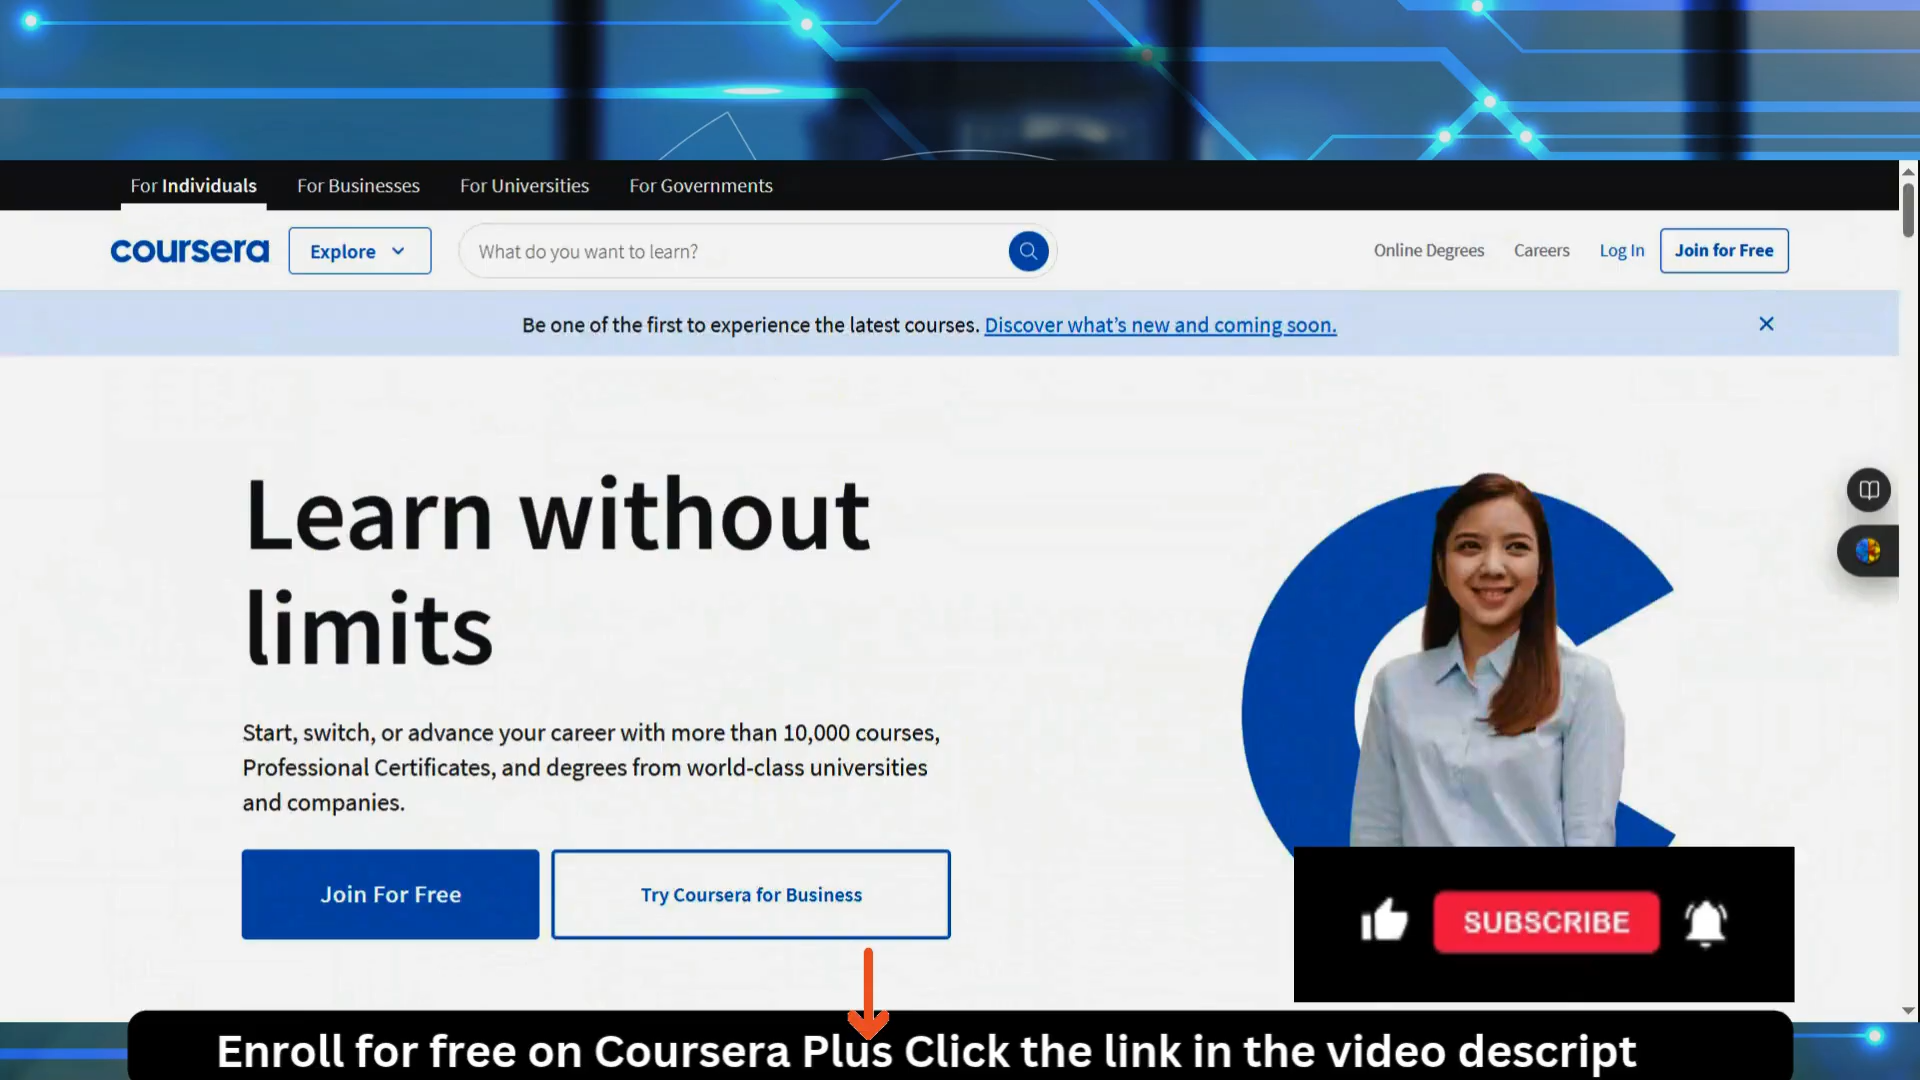 For Individuals For Businesses For Universities For Governments
coursera Explore What do you want to learn? Online Degrees Careers Log In Join for Free
Be one of the first to experience the latest courses. Discover what's new and coming soon.
Learn without
limits
Start, switch, or advance your career with more than 10,000 courses,
Professional Certificates, and degrees from world-class universities
and companies.
Join For Free Try Coursera for Business
SUBSCRIBE
Enroll for free on Coursera Plus Click the link in the video descript